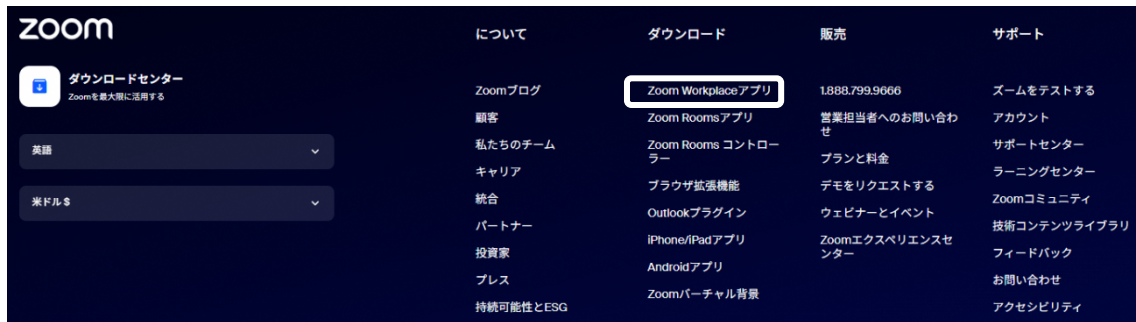 zoom
ダウンロードセンター
Zoomを最大限に活用する
英語
米ドル $
について
Zoomブログ
顧客
私たちのチーム
キャリア
統合
パートナー
投資家
プレス
持続可能性とESG
ダウンロード
Zoom Workplaceアプリ
Zoom Roomsアプリ
Zoom Rooms コントロー
ラー
ブラウザ拡張機能
Outlookプラグイン
iPhone/iPadアプリ
Androidアプリ
Zoomバーチャル背景
販売
1.888.799.9666
営業担当者へのお問い合わ
せ
プランと料金
デモをリクエストする
ウェビナーとイベント
Zoomエクスペリエンスセ
ンター
サポート
ズームをテストする
アカウント
サポートセンター
ラーニングセンター
Zoomコミュニティ
技術コンテンツライブラリ
フィードバック
お問い合わせ
アクセシビリティ